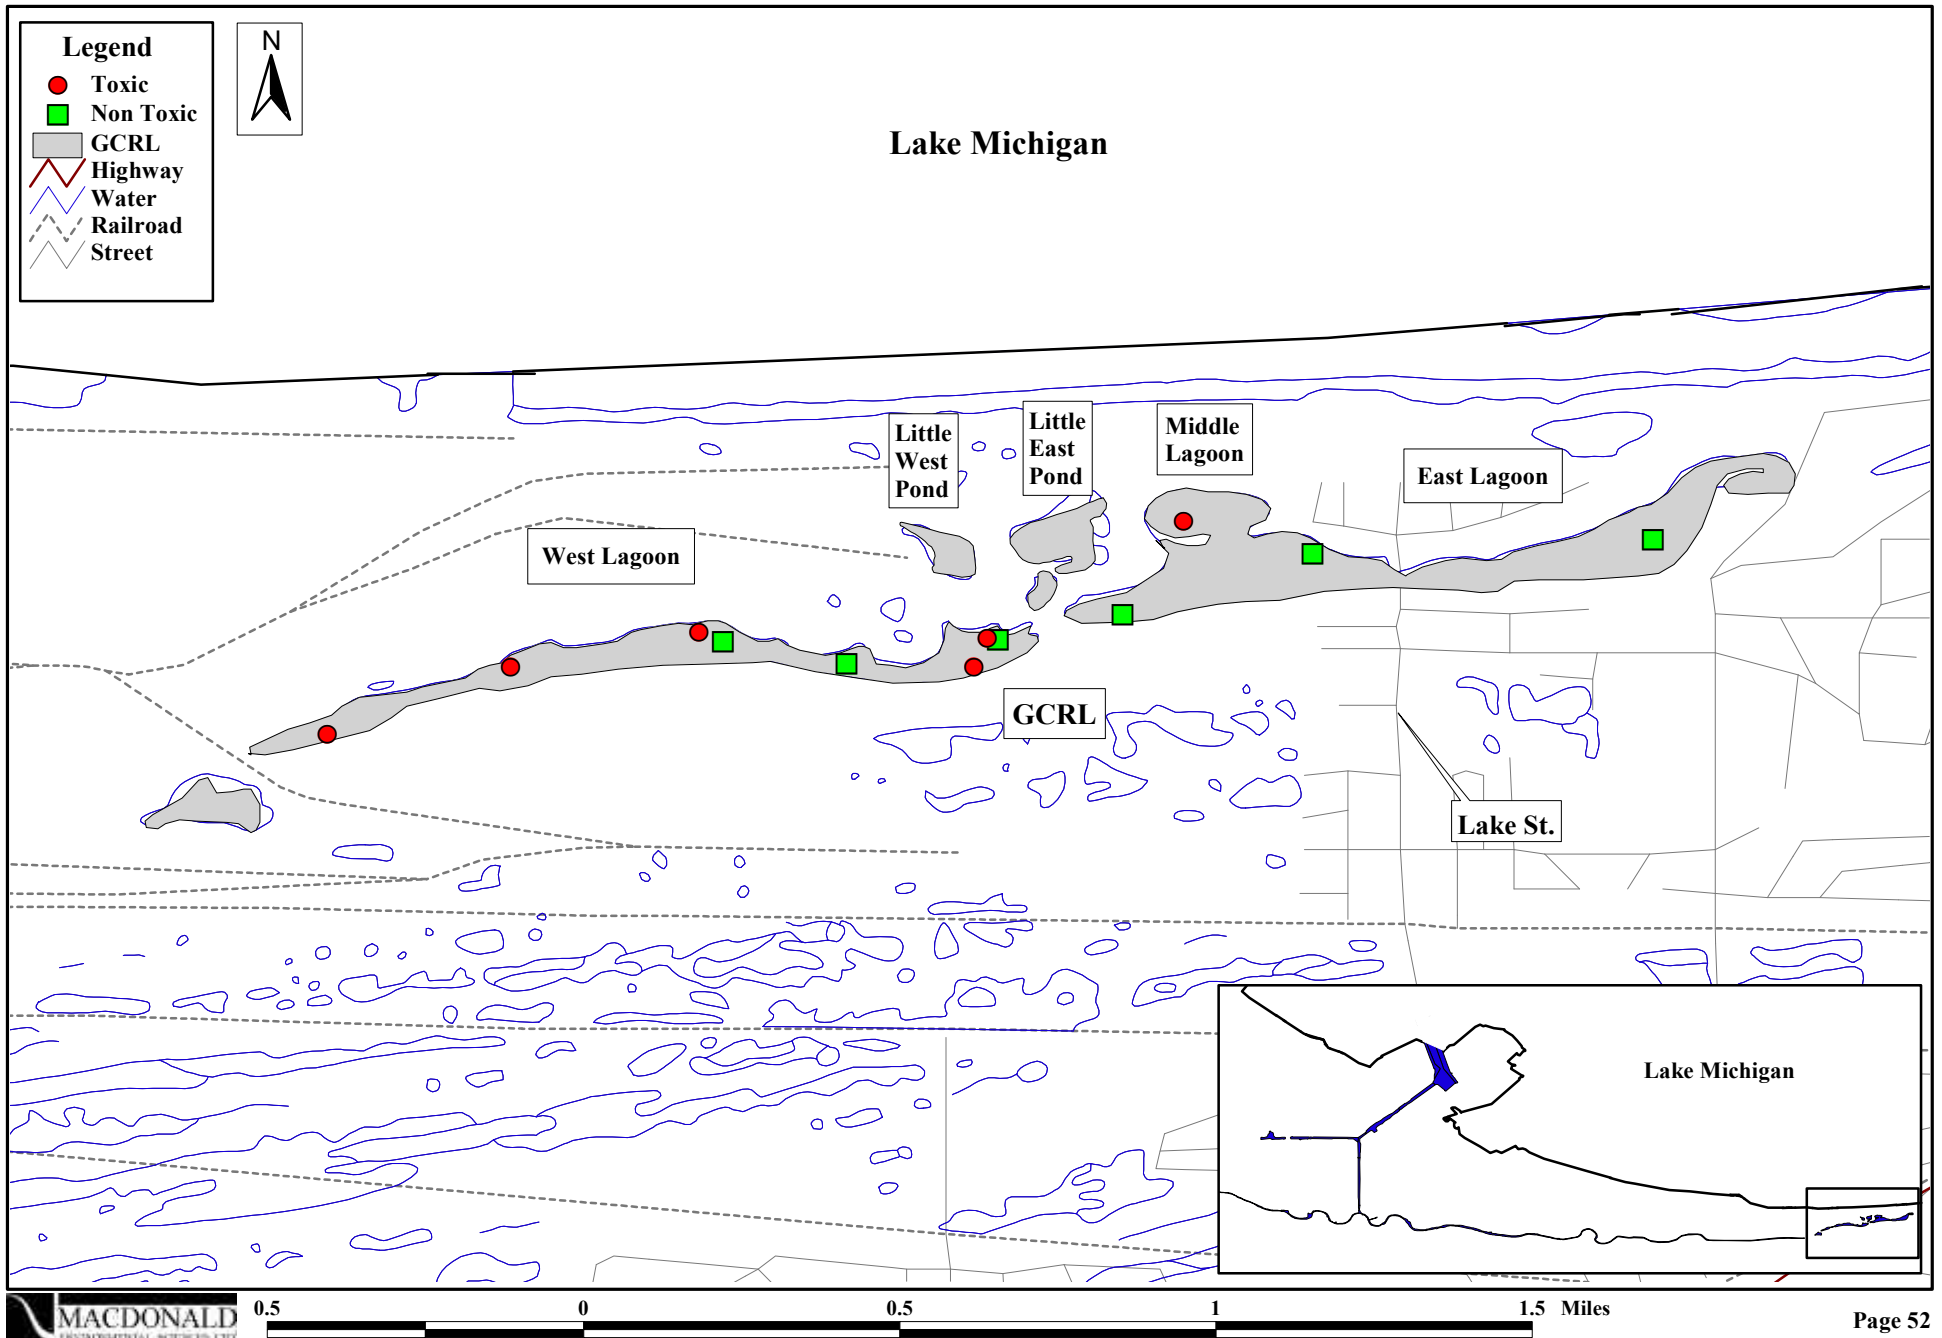 Legend
Toxic
Non Toxic
GCRL
Highway
Water
Railroad
Street
N
Lake Michigan
Little
West
Pond
Little
East
Pond
Middle
Lagoon
East Lagoon
West Lagoon
GCRL
Lake St.
Lake Michigan
MACDONALD
0.5
0
0.5
1
1.5 Miles
Page 52